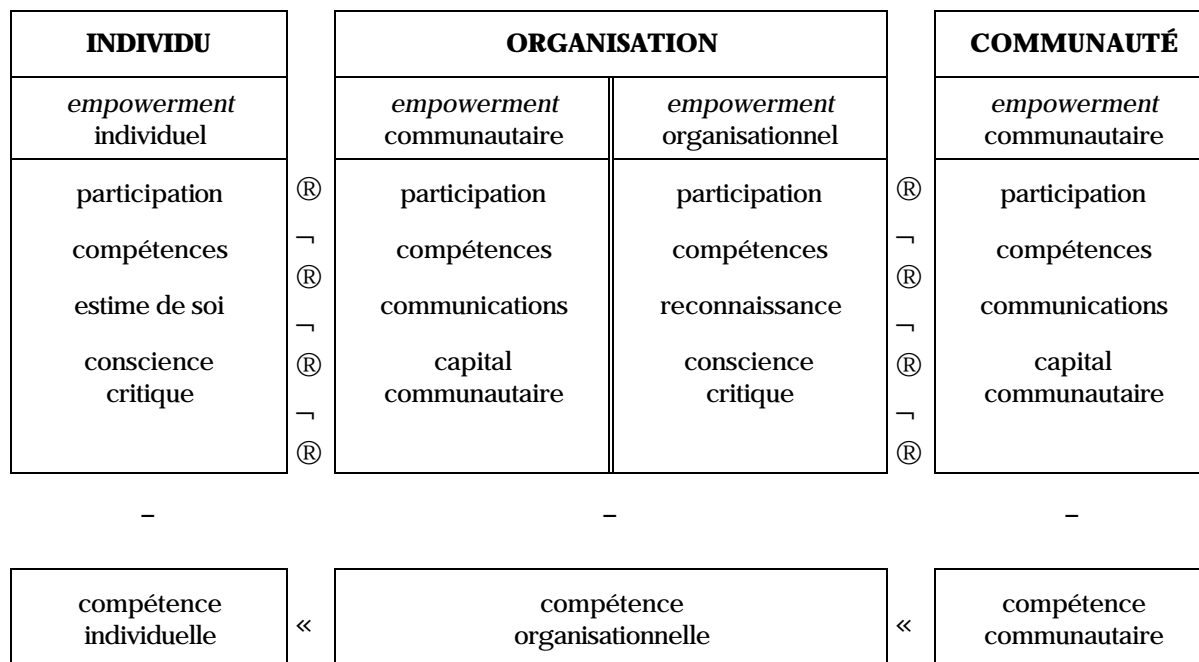 INDIVIDU
ORGANISATION
COMMUNAUTÉ
empowerment
individuel
empowerment
communautaire
empowerment
organisationnel
empowerment
communautaire
participation
compétences
estime de soi
conscience
critique
®
¬
®
¬
®
¬
®
participation
compétences
communications
capital
communautaire
participation
compétences
reconnaissance
conscience
critique
®
¬
®
¬
®
¬
®
participation
compétences
communications
capital
communautaire
–
–
–
compétence
individuelle
«
compétence
organisationnelle
«
compétence
communautaire